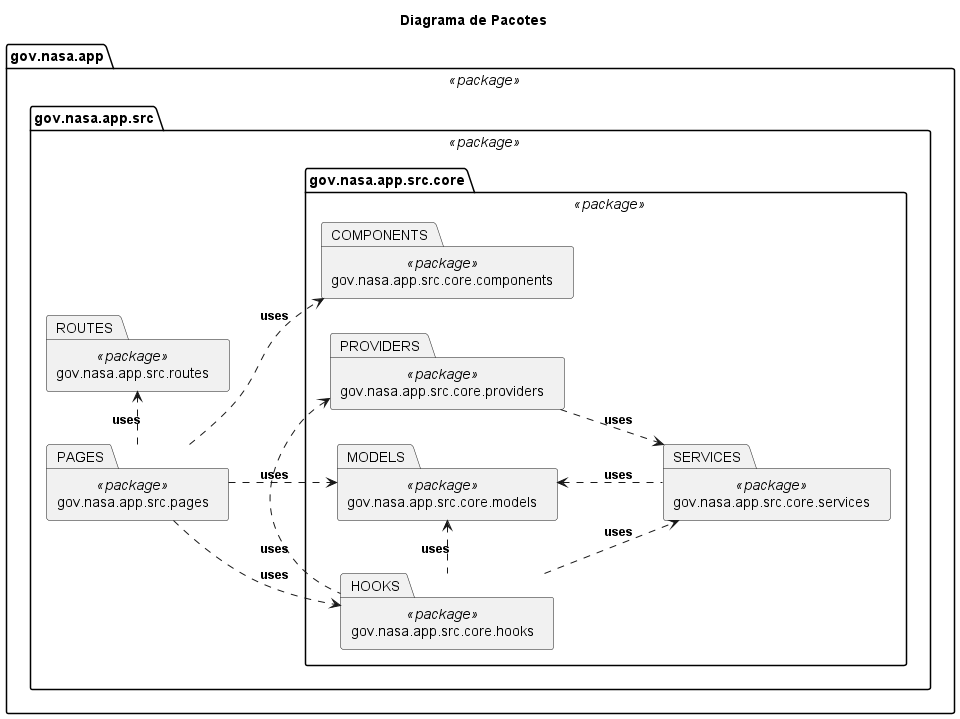 Diagrama de Pacotes
gov.nasa.app
«package»
gov.nasa.app.src
«package»
gov.nasa.app.src.core
«package»
COMPONENTS
«package»
gov.nasa.app.src.core.components
uses
ROUTES
«package»
gov.nasa.app.src.routes
PROVIDERS
«package»
gov.nasa.app.src.core.providers
uses
uses
PAGES
«package»
gov.nasa.app.src.pages
uses
MODELS
«package»
gov.nasa.app.src.core.models
uses
SERVICES
«package»
gov.nasa.app.src.core.services
uses
uses
uses
uses
HOOKS
«package»
gov.nasa.app.src.core.hooks